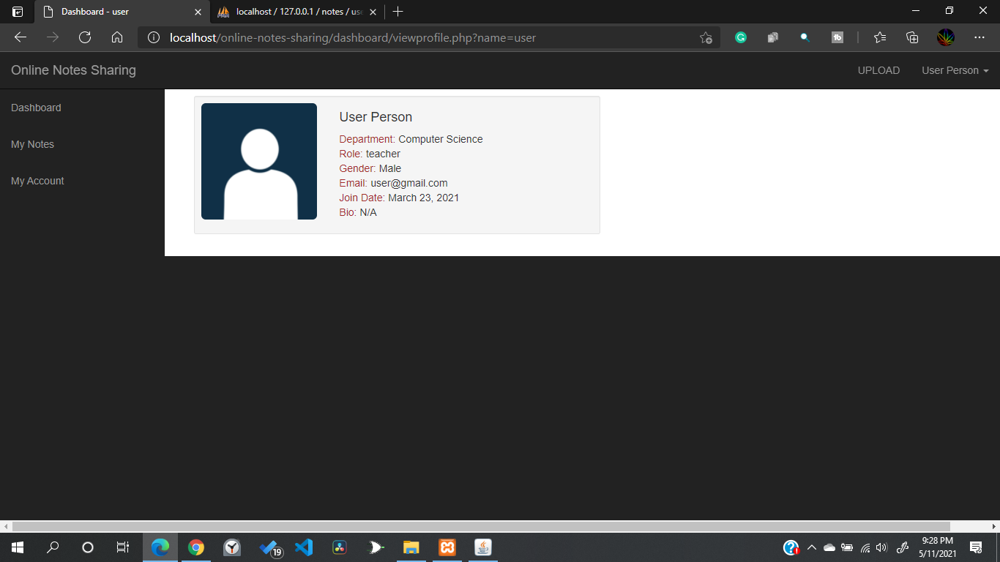 Dashboard - user
localhost / 127.0.0.1 / notes / use
localhost/online-notes-sharing/dashboard/viewprofile.php?name=user
Online Notes Sharing
UPLOAD
User Person
Dashboard
My Notes
My Account
User Person
Department: Computer Science
Role: teacher
Gender: Male
Email: user@gmail.com
Join Date: March 23, 2021
Bio: N/A
19
9:28 PM
5/11/2021